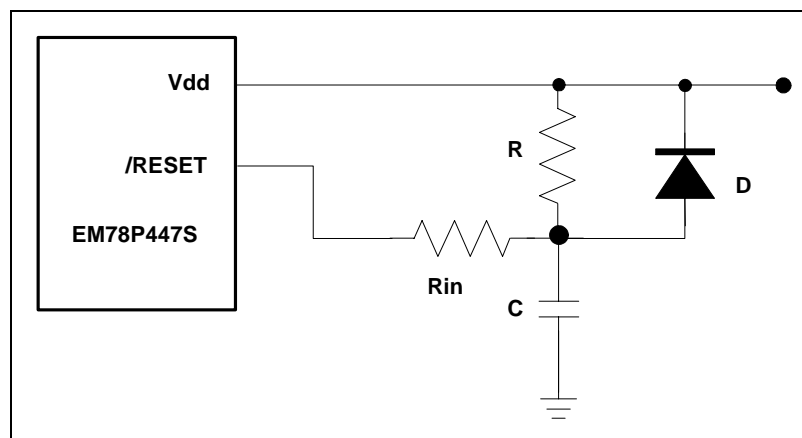 Vdd
R
/RESET
D
EM78P447S
Rin
C